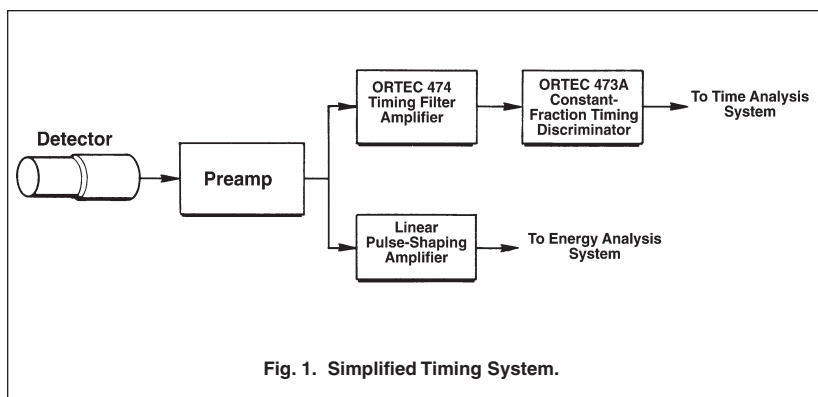 ORTEC 474
Timing Filter
Amplifier
ORTEC 473A
Constant-
Fraction Timing
Discriminator
To Time Analysis
System
Detector
Preamp
Linear
Pulse-Shaping
Amplifier
To Energy Analysis
System
Fig. 1. Simplified Timing System.